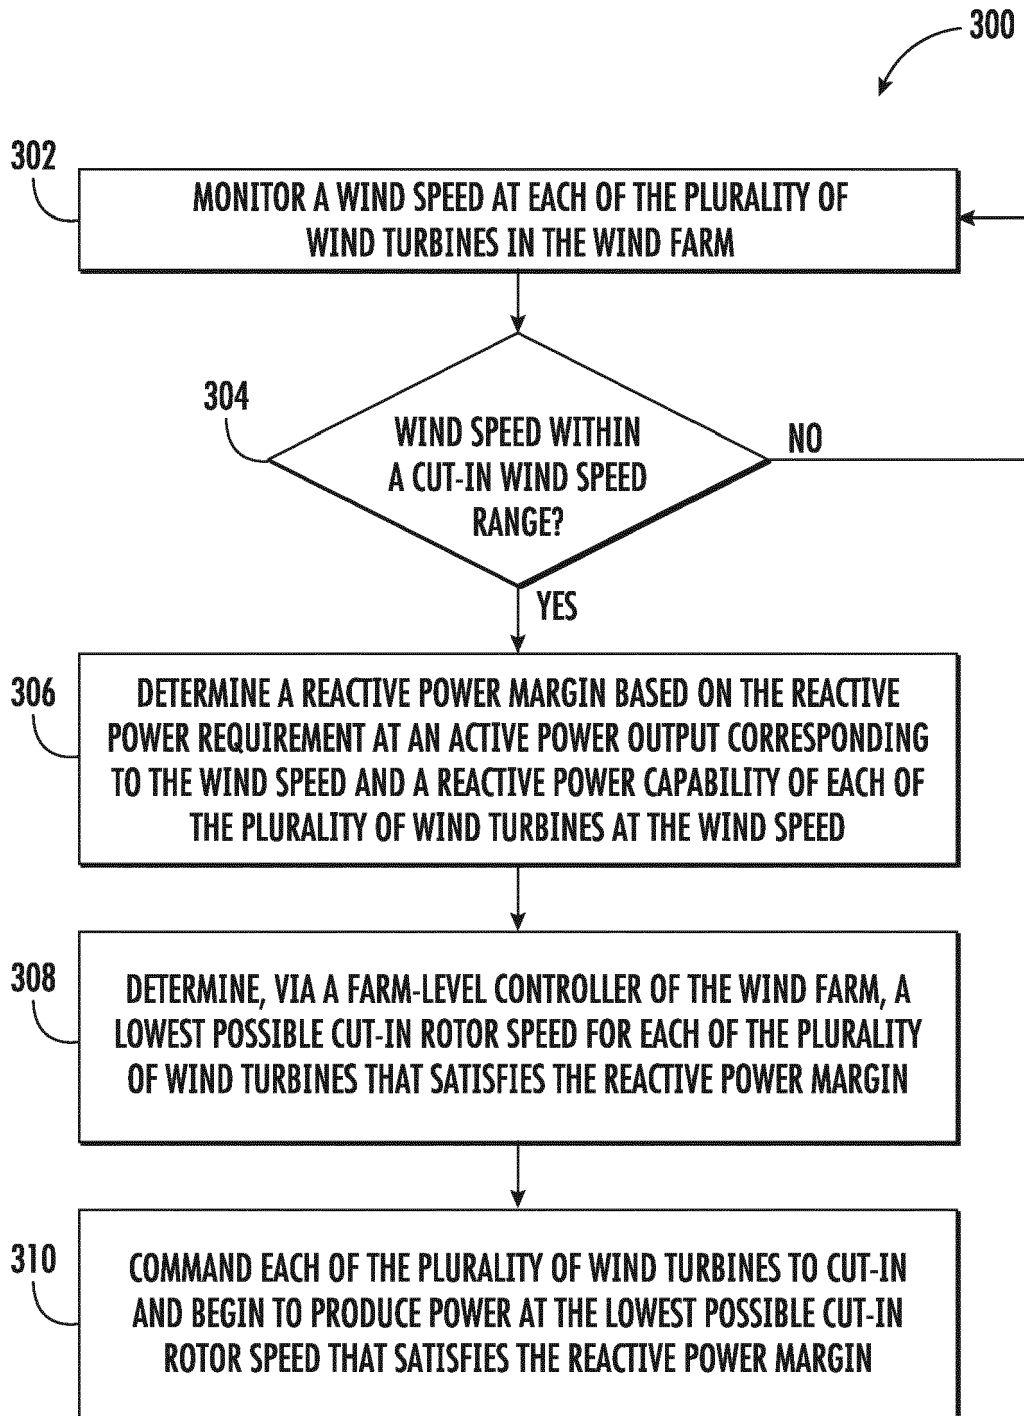 300
302
MONITOR A WIND SPEED AT EACH OF THE PLURALITY OF
WIND TURBINES IN THE WIND FARM
304
WIND SPEED WITHIN
A CUT-IN WIND SPEED
RANGE?
NO
YES
306
DETERMINE A REACTIVE POWER MARGIN BASED ON THE REACTIVE
POWER REQUIREMENT AT AN ACTIVE POWER OUTPUT CORRESPONDING
TO THE WIND SPEED AND A REACTIVE POWER CAPABILITY OF EACH OF
THE PLURALITY OF WIND TURBINES AT THE WIND SPEED
308
DETERMINE, VIA A FARM-LEVEL CONTROLLER OF THE WIND FARM, A
LOWEST POSSIBLE CUT-IN ROTOR SPEED FOR EACH OF THE PLURALITY
OF WIND TURBINES THAT SATISFIES THE REACTIVE POWER MARGIN
310
COMMAND EACH OF THE PLURALITY OF WIND TURBINES TO CUT-IN
AND BEGIN TO PRODUCE POWER AT THE LOWEST POSSIBLE CUT-IN
ROTOR SPEED THAT SATISFIES THE REACTIVE POWER MARGIN